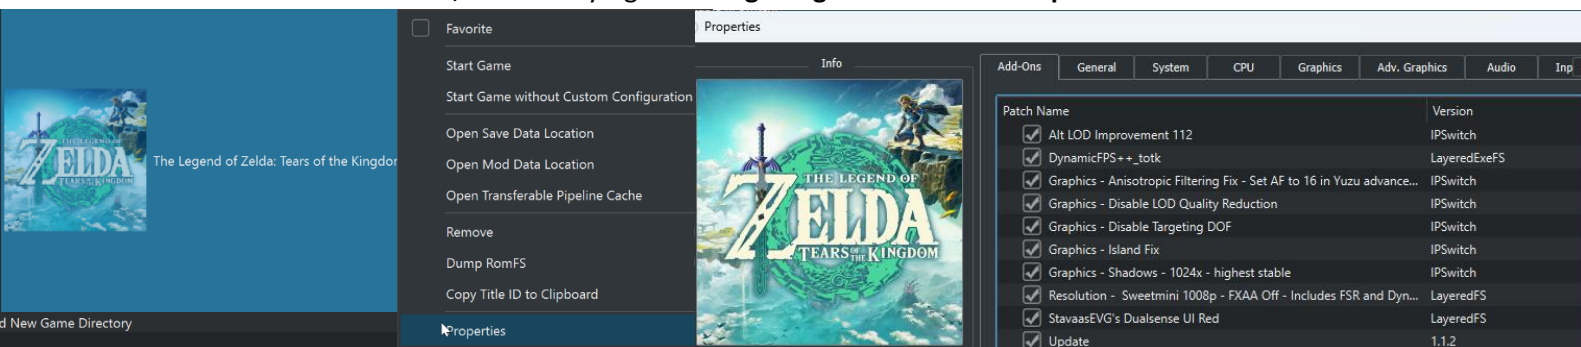 Favorite
Start Game
Start Game without Custom Configuration
Open Save Data Location
Open Mod Data Location
Open Transferable Pipeline Cache
Remove
Dump RomFS
Copy Title ID to Clipboard
Properties
ZELDA
TEARS OF THE KINGDOM
The Legend of Zelda: Tears of the Kingdor
d New Game Directory
Properties
Info
THE LEGEND OF
ZELDA
TEARS OF THE KINGDOM
Add-Ons General System CPU Graphics Adv. Graphics Audio Inp
Patch Name Version
Alt LOD Improvement 112 IPSwitch
DynamicFPS++_totk LayeredExeFS
Graphics - Anisotropic Filtering Fix - Set AF to 16 in Yuzu advance... IPSwitch
Graphics - Disable LOD Quality Reduction IPSwitch
Graphics - Disable Targeting DOF IPSwitch
Graphics - Island Fix IPSwitch
Graphics - Shadows - 1024x - highest stable IPSwitch
Resolution - Sweetmini 1008p - FXAA Off - Includes FSR and Dyn... LayeredFS
StavaasEVG's Dualsense UI Red LayeredFS
Update 1.1.2